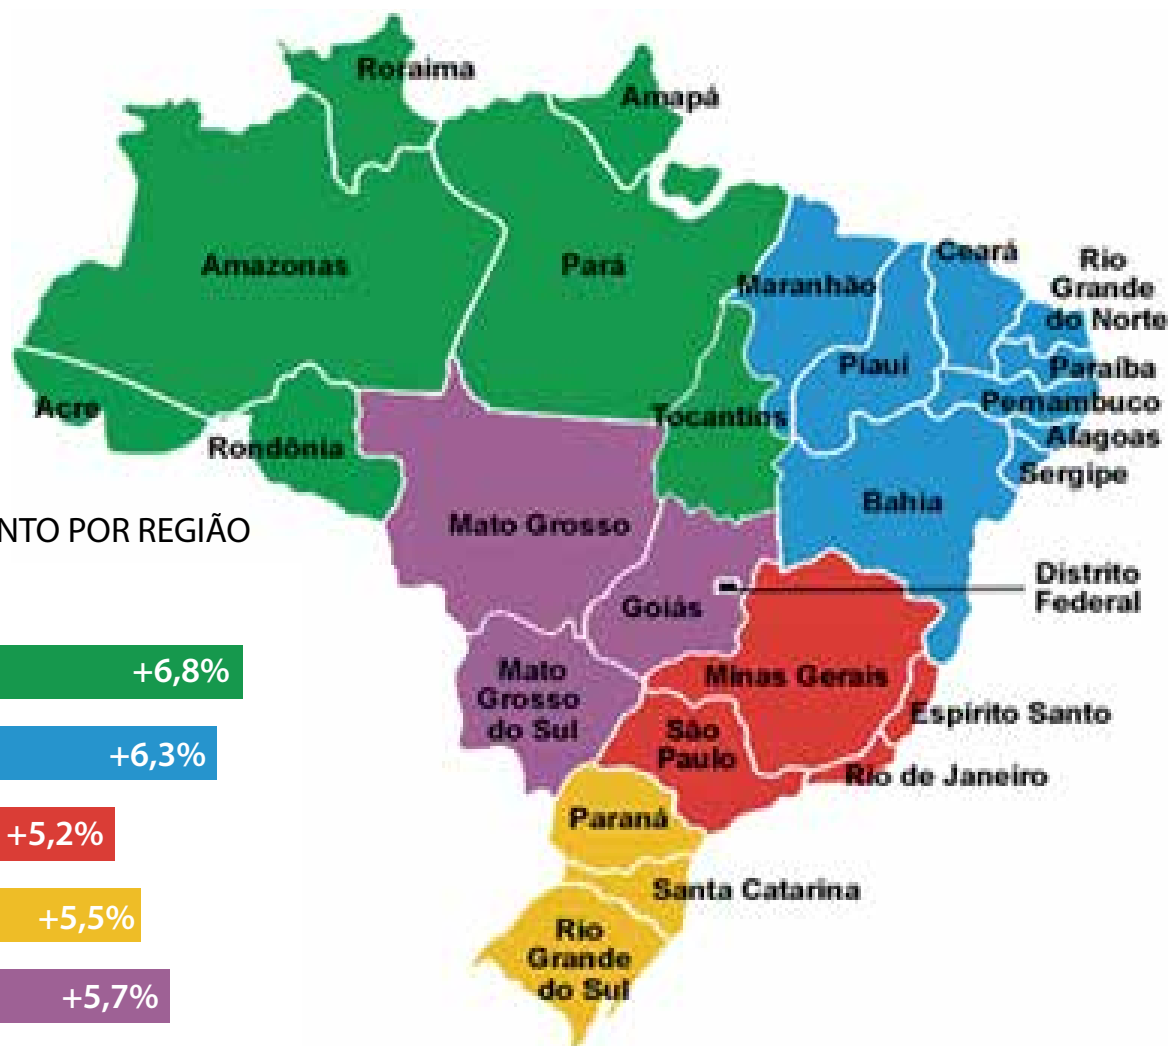 Roraima
Amapá
Amazonas
Pará
Maranhão
Ceará
Rio
Grande
do Norte
Piauí
Paraíba
Pernambuco
Alagoas
Sergipe
Acre
Rondônia
Tocantins
Bahia
Mato Grosso
Goiás
Distrito
Federal
Mato
Grosso
do Sul
Minas Gerais
Espírito Santo
São
Paulo
Rio de Janeiro
Paraná
Santa Catarina
Rio
Grande
do Sul
NTO POR REGIÃO
+6,8%
+6,3%
+5,2%
+5,5%
+5,7%